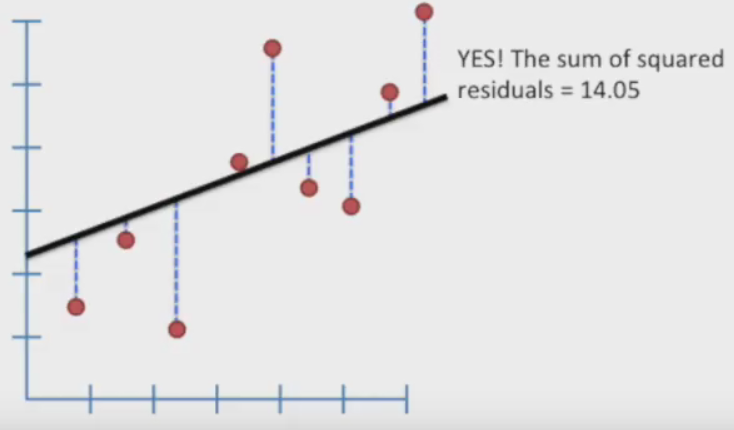 YES! The sum of squared
residuals = 14.05